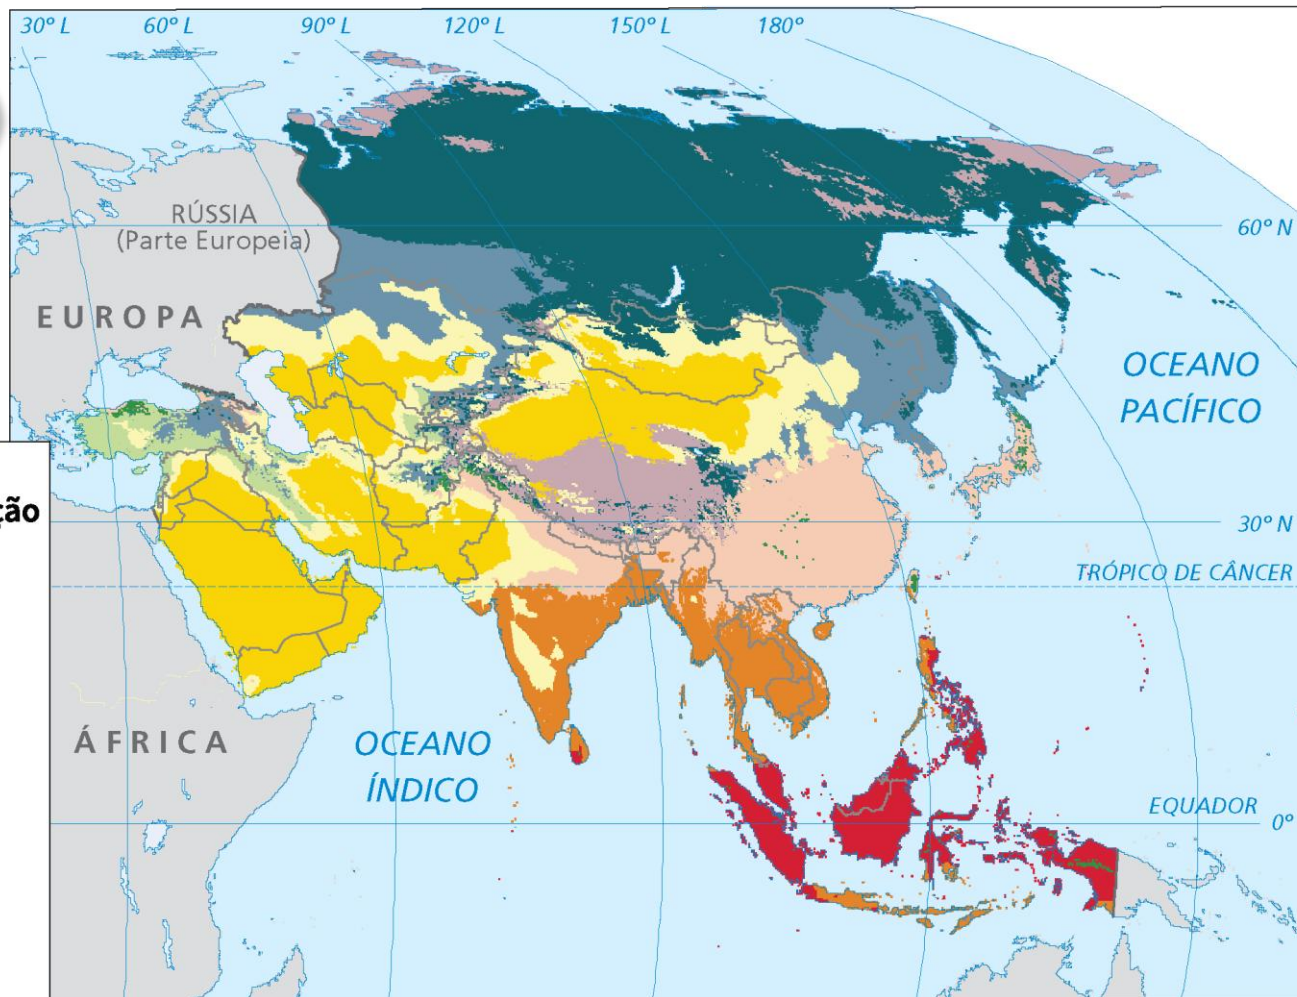 30° L 60° L 90° L 120° L 150° L 180°
RÚSSIA
(Parte Europeia)
60° N
EUROPA
OCEANO
PACÍFICO
ção
30° N
TRÓPICO DE CÂNCER
ÁFRICA
OCEANO
ÍNDICO
EQUADOR
0°